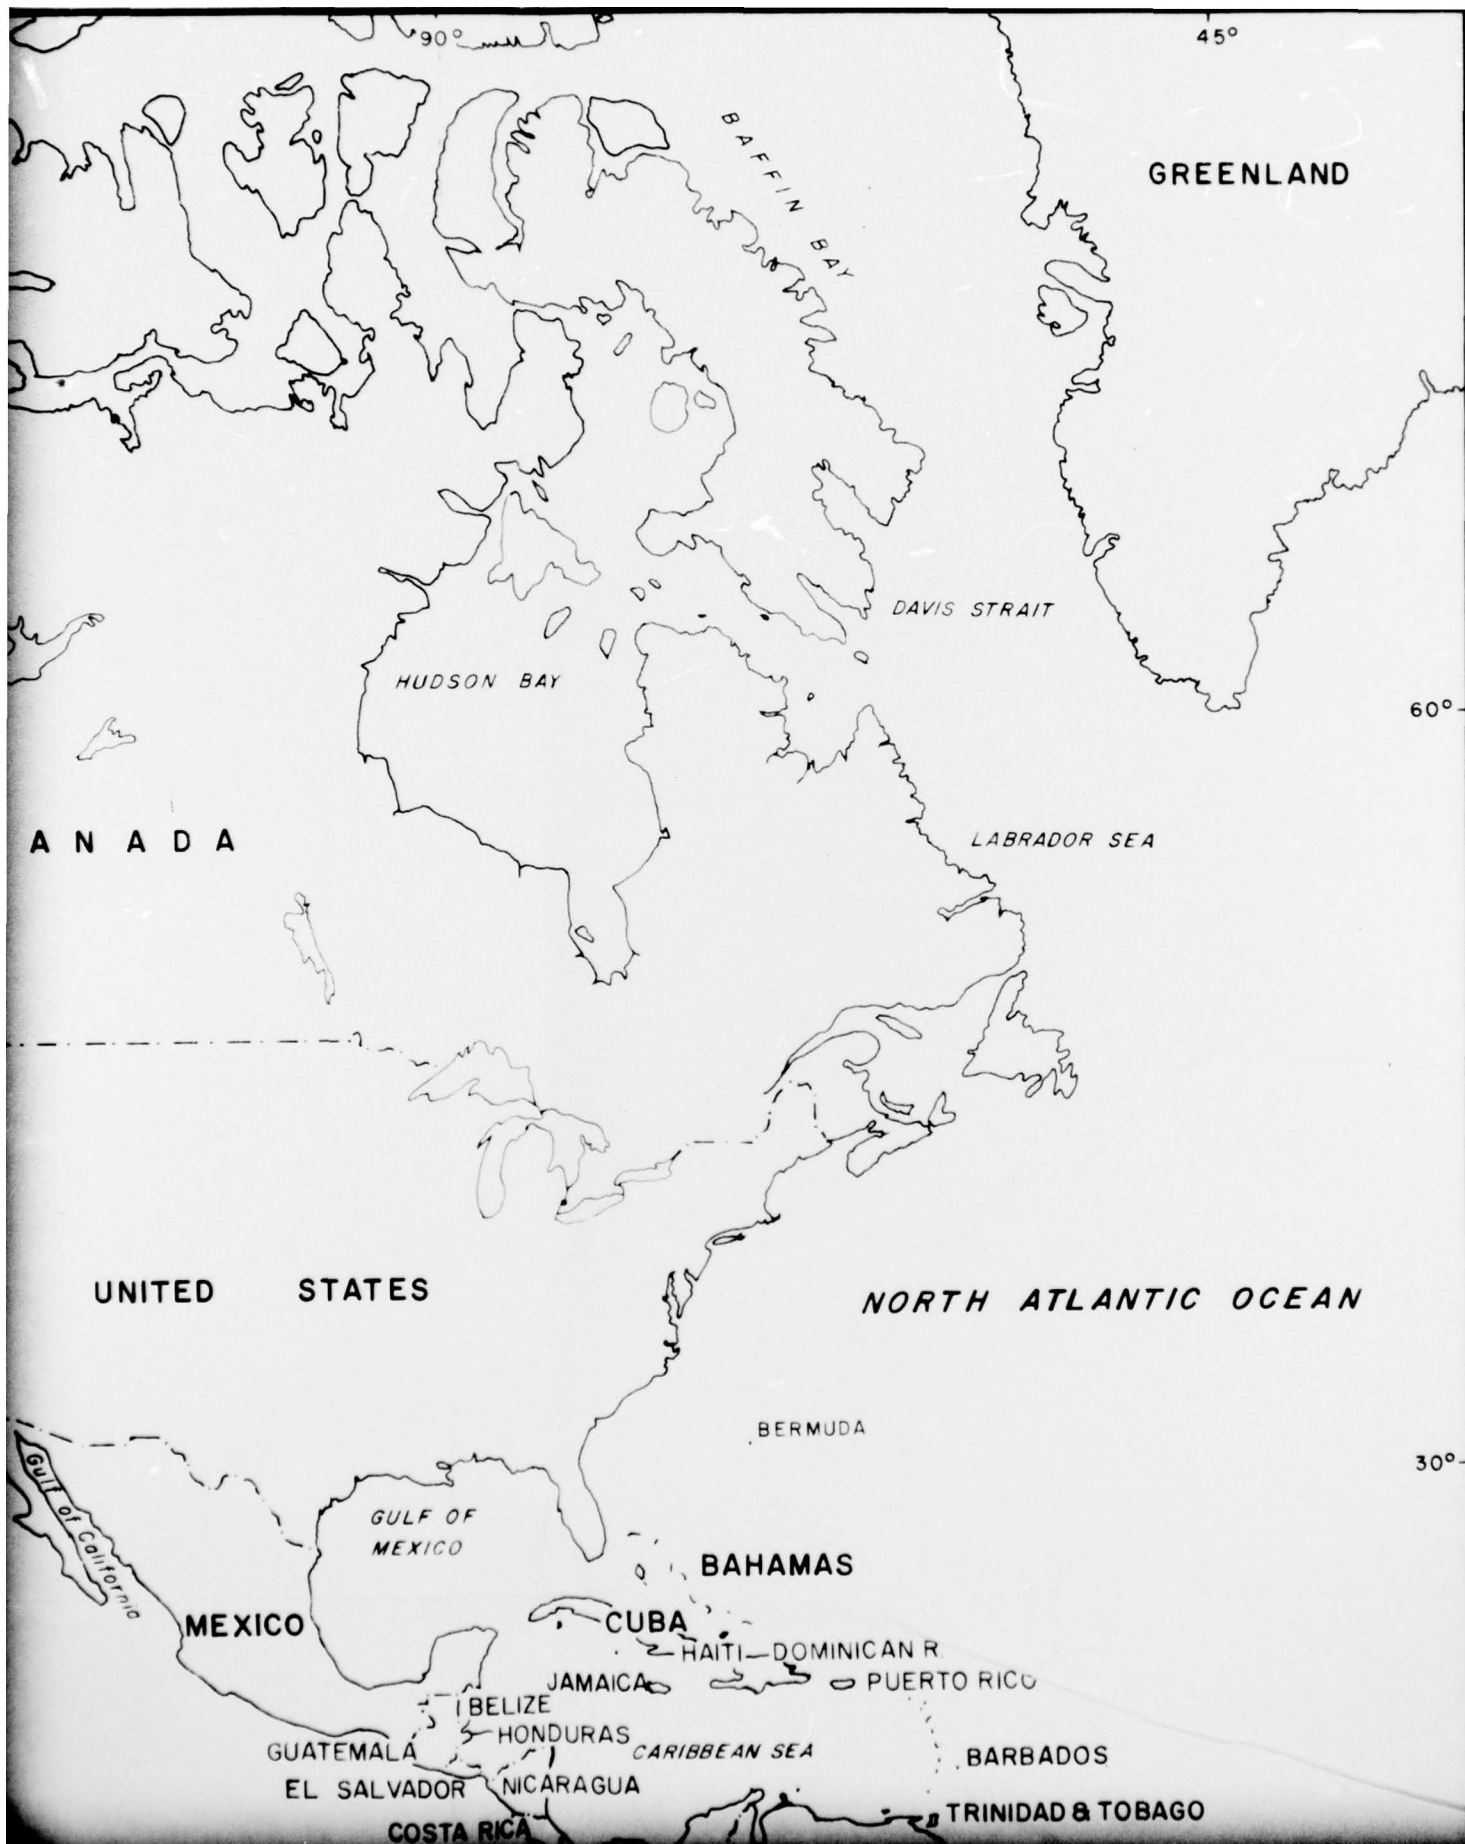 90°
45°
BAFFIN BAY
GREENLAND
DAVIS STRAIT
HUDSON BAY
60°
ANADA
LABRADOR SEA
UNITED STATES
NORTH ATLANTIC OCEAN
BERMUDA
30°
Gulf of California
GULF OF
MEXICO
BAHAMAS
MEXICO
CUBA
HAITI—DOMINICAN R.
JAMAICA
PUERTO RICO
BELIZE
HONDURAS
GUATEMALA
CARIBBEAN SEA
BARBADOS
EL SALVADOR
NICARAGUA
TRINIDAD & TOBAGO
COSTA RICA